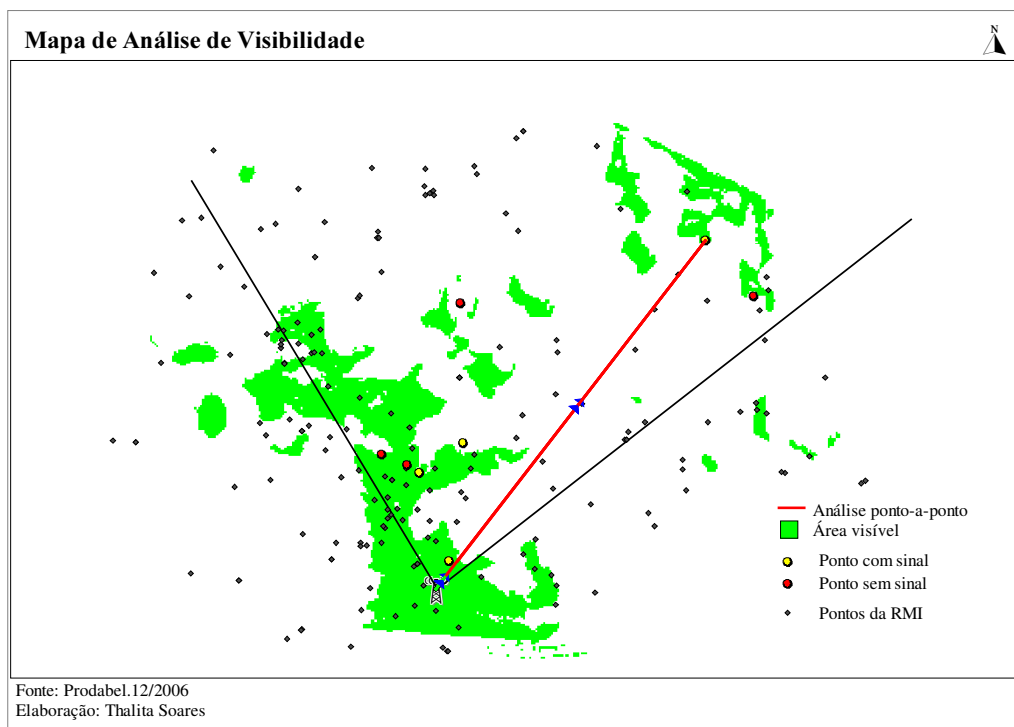 Mapa de Análise de Visibilidade
N
Análise ponto-a-ponto
Área visível
Ponto com sinal
Ponto sem sinal
Pontos da RMI
Fonte: Prodabel.12/2006
Elaboração: Thalita Soares